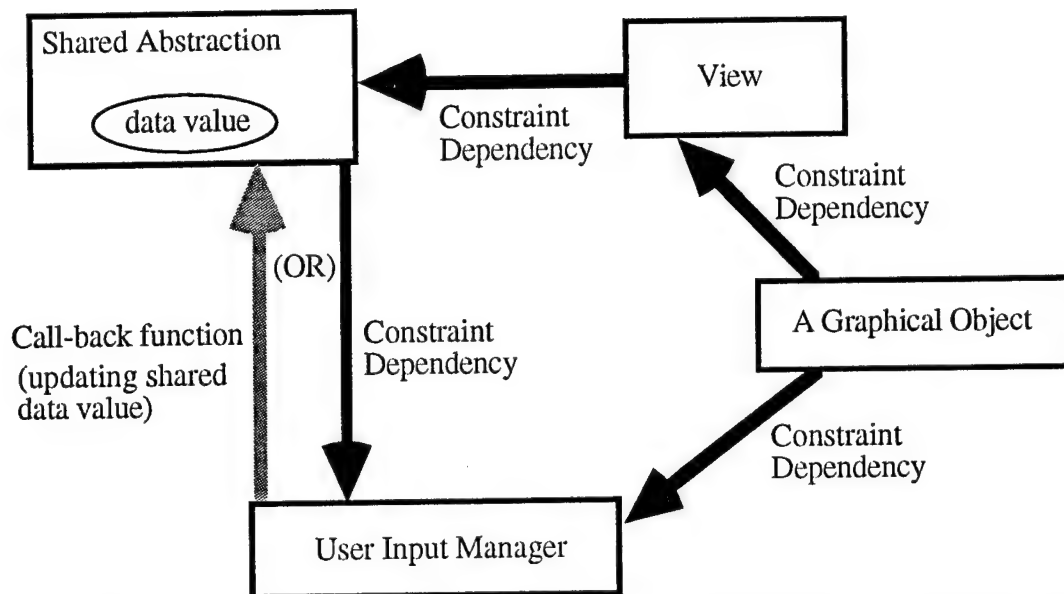 Shared Abstraction
data value
View
Constraint
Dependency
Constraint
Dependency
(OR)
A Graphical Object
Call-back function
(updating shared
data value)
Constraint
Dependency
Constraint
Dependency
User Input Manager